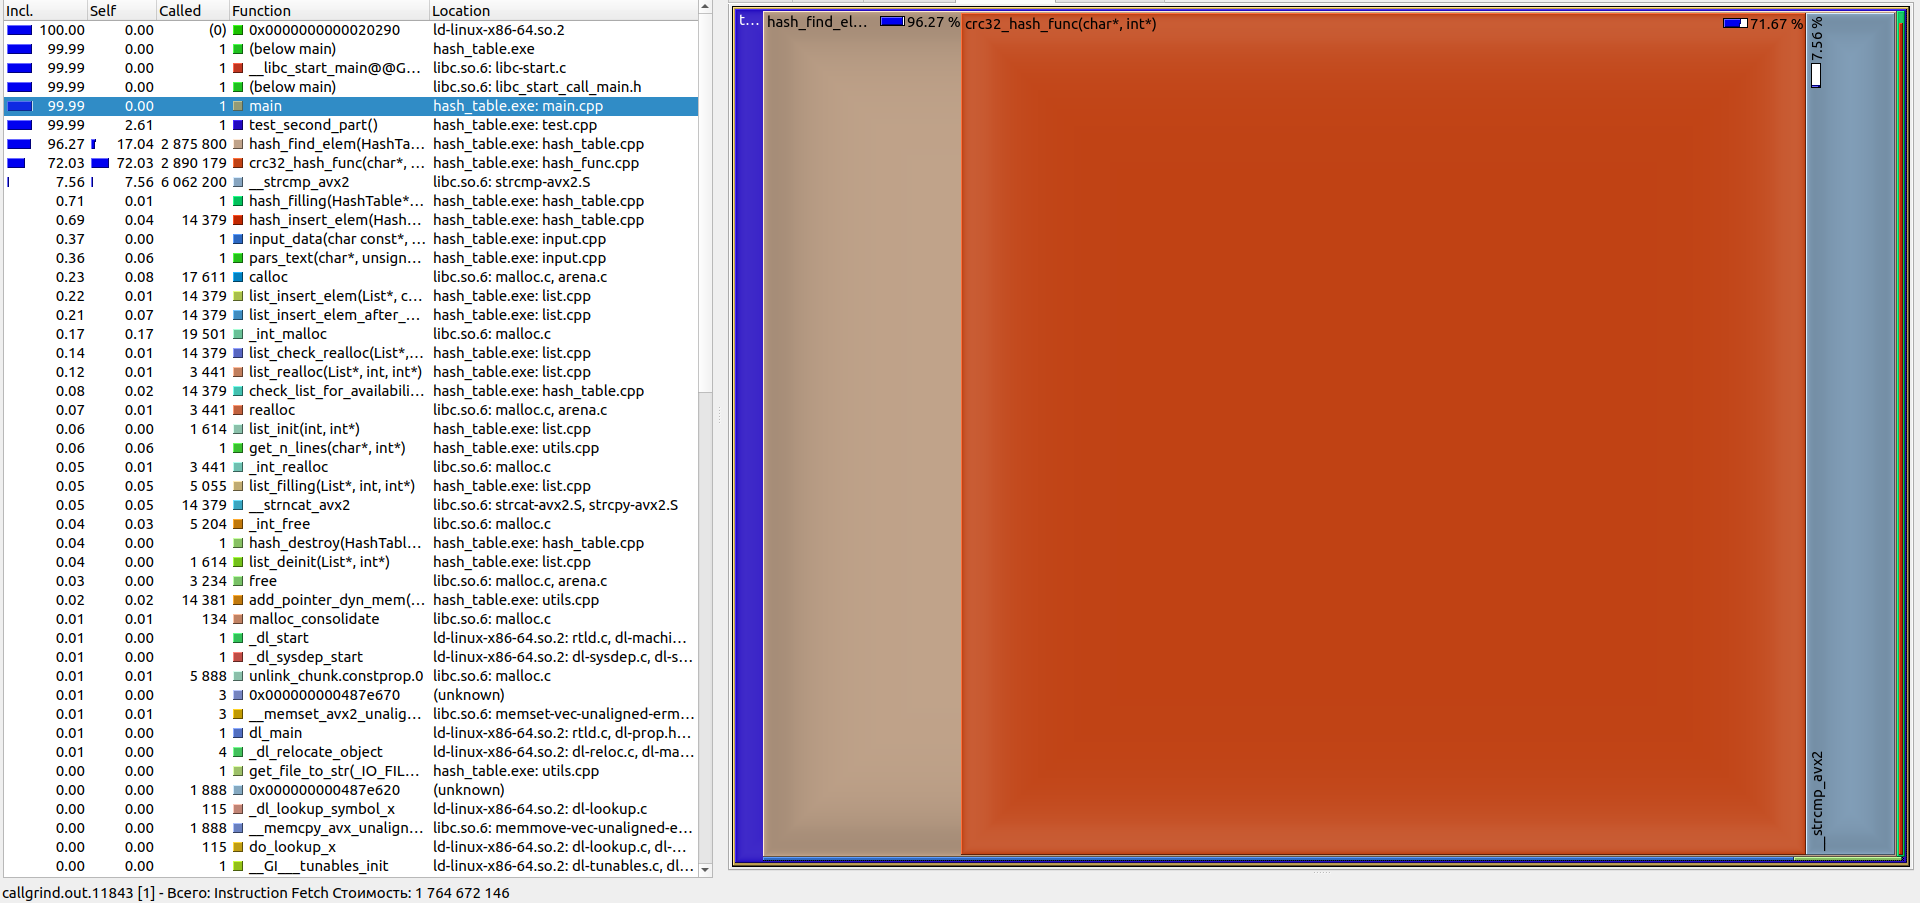 Incl. Self Called Function Location
100.00 0.00 (0) 0x0000000000020290 ld-linux-x86-64.so.2
99.99 0.00 1 (below main) hash_table.exe
99.99 0.00 1 __libc_start_main@@G... libc.so.6: libc-start.c
99.99 0.00 1 (below main) libc.so.6: libc_start_call_main.h
99.99 0.00 1 main hash_table.exe: main.cpp
99.99 2.61 1 test_second_part() hash_table.exe: test.cpp
96.27 17.04 2 875 800 hash_find_elem(HashTa... hash_table.exe: hash_table.cpp
72.03 72.03 2 890 179 crc32_hash_func(char*, ... hash_table.exe: hash_func.cpp
7.56 7.56 6 062 200 __strcmp_avx2 libc.so.6: strcmp-avx2.S
0.71 0.01 1 hash_filling(HashTable*... hash_table.exe: hash_table.cpp
0.69 0.04 14 379 hash_insert_elem(Hash... hash_table.exe: hash_table.cpp
0.37 0.00 1 input_data(char const*, ... hash_table.exe: input.cpp
0.36 0.06 1 pars_text(char*, unsign... hash_table.exe: input.cpp
0.23 0.08 17 611 calloc libc.so.6: malloc.c, arena.c
0.22 0.01 14 379 list_insert_elem(List*, c... hash_table.exe: list.cpp
0.21 0.07 14 379 list_insert_elem_after_... hash_table.exe: list.cpp
0.17 0.17 19 501 _int_malloc libc.so.6: malloc.c
0.14 0.01 14 379 list_check_realloc(List*,... hash_table.exe: list.cpp
0.12 0.01 3 441 list_realloc(List*, int, int*) hash_table.exe: list.cpp
0.08 0.02 14 379 check_list_for_availabili... hash_table.exe: hash_table.cpp
0.07 0.01 3 441 realloc libc.so.6: malloc.c, arena.c
0.06 0.00 1 614 list_init(int, int*) hash_table.exe: list.cpp
0.06 0.06 1 get_n_lines(char*, int*) hash_table.exe: utils.cpp
0.05 0.01 3 441 _int_realloc libc.so.6: malloc.c
0.05 0.05 5 055 list_filling(List*, int, int*) hash_table.exe: list.cpp
0.05 0.05 14 379 __strncat_avx2 libc.so.6: strcat-avx2.S, strcpy-avx2.S
0.04 0.03 5 204 _int_free libc.so.6: malloc.c
0.04 0.00 1 hash_destroy(HashTabl... hash_table.exe: hash_table.cpp
0.04 0.00 1 614 list_deinit(List*, int*) hash_table.exe: list.cpp
0.03 0.00 3 234 free libc.so.6: malloc.c, arena.c
0.02 0.02 14 381 add_pointer_dyn_mem(... hash_table.exe: utils.cpp
0.01 0.01 134 malloc_consolidate libc.so.6: malloc.c
0.01 0.00 1 _dl_start ld-linux-x86-64.so.2: rtld.c, dl-machi...
0.01 0.00 1 _dl_sysdep_start ld-linux-x86-64.so.2: dl-sysdep.c, dl-s...
0.01 0.01 5 888 unlink_chunk.constprop.0 libc.so.6: malloc.c
0.01 0.00 3 0x000000000487e670 (unknown)
0.01 0.01 3 __memset_avx2_unalig... libc.so.6: memset-vec-unaligned-erm...
0.01 0.00 1 dl_main ld-linux-x86-64.so.2: rtld.c, dl-prop.h...
0.01 0.00 4 _dl_relocate_object ld-linux-x86-64.so.2: dl-reloc.c, dl-ma...
0.00 0.00 1 get_file_to_str(_IO_FIL... hash_table.exe: utils.cpp
0.00 0.00 1 888 0x000000000487e620 (unknown)
0.00 0.00 115 _dl_lookup_symbol_x ld-linux-x86-64.so.2: dl-lookup.c
0.00 0.00 1 888 __memcpy_avx_unalign... libc.so.6: memmove-vec-unaligned-e...
0.00 0.00 115 do_lookup_x ld-linux-x86-64.so.2: dl-lookup.c, dl-...
0.00 0.00 1 __GI___tunables_init ld-linux-x86-64.so.2: dl-tunables.c, dl...
t... hash_find_el... 96.27 % crc32_hash_func(char*, int*) 71.67 %
7.56 %
__strcmp_avx2
callgrind.out.11843 [1] - Всего: Instruction Fetch Стоимость: 1 764 672 146